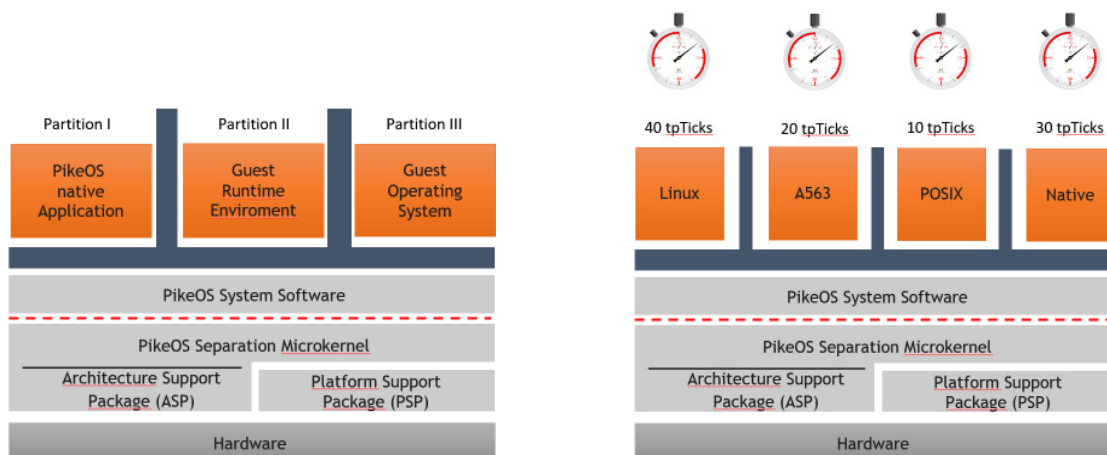 Partition I
Partition II
Partition III
PikeOS
native
Application
Guest
Runtime
Enviroment
Guest
Operating
System
PikeOS System Software
PikeOS Separation Microkernel
Architecture Support
Package (ASP)
Platform Support
Package (PSP)
Hardware
40 tpTicks
20 tpTicks
10 tpTicks
30 tpTicks
Linux
A563
POSIX
Native
PikeOS System Software
PikeOS Separation Microkernel
Architecture Support
Package (ASP)
Platform Support
Package (PSP)
Hardware